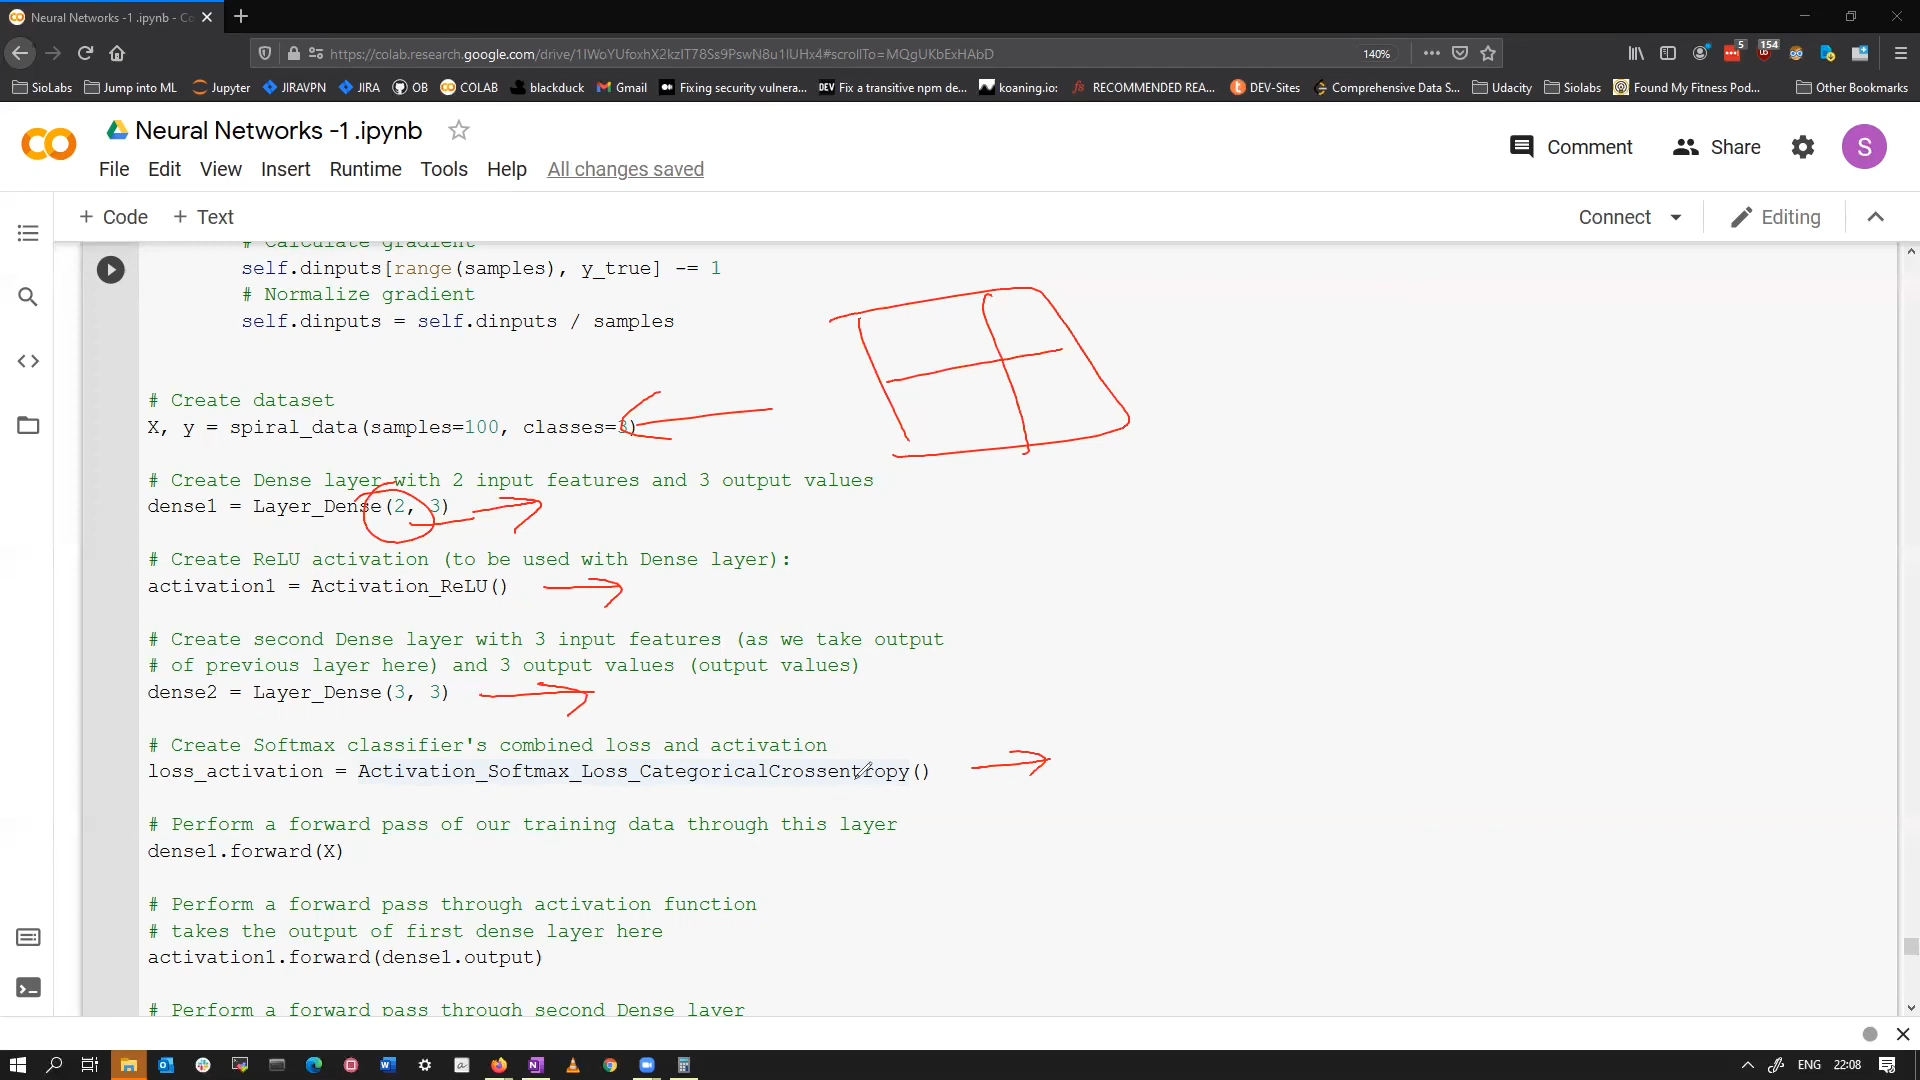 Neural Networks -1 .ipynb - Co
https://colab.research.google.com/drive/1IWoYUfoxhX2kzIT78Ss9PswN8u1IUHx4#scrollTo=MQgUKbExHAbD
140%
5
154
SioLabs Jump into ML Jupyter JIRAVPN JIRA OB COLAB blackduck Gmail Fixing security vulnera... DEV Fix a transitive npm de... koaning.io: fs RECOMMENDED REA... DEV-Sites Comprehensive Data S... Udacity Siolabs Found My Fitness Pod... Other Bookmarks
Neural Networks -1 .ipynb
Comment Share S
File Edit View Insert Runtime Tools Help All changes saved
+ Code + Text Connect Editing
# Calculate gradient
self.dinputs[range(samples), y_true] -= 1
# Normalize gradient
self.dinputs = self.dinputs / samples
# Create dataset
X, y = spiral_data(samples=100, classes=3)
# Create Dense layer with 2 input features and 3 output values
dense1 = Layer_Dense(2, 3)
# Create ReLU activation (to be used with Dense layer):
activation1 = Activation_ReLU()
# Create second Dense layer with 3 input features (as we take output
# of previous layer here) and 3 output values (output values)
dense2 = Layer_Dense(3, 3)
# Create Softmax classifier's combined loss and activation
loss_activation = Activation_Softmax_Loss_CategoricalCrossentropy()
# Perform a forward pass of our training data through this layer
dense1.forward(X)
# Perform a forward pass through activation function
# takes the output of first dense layer here
activation1.forward(dense1.output)
# Perform a forward pass through second Dense layer
ENG 22:08